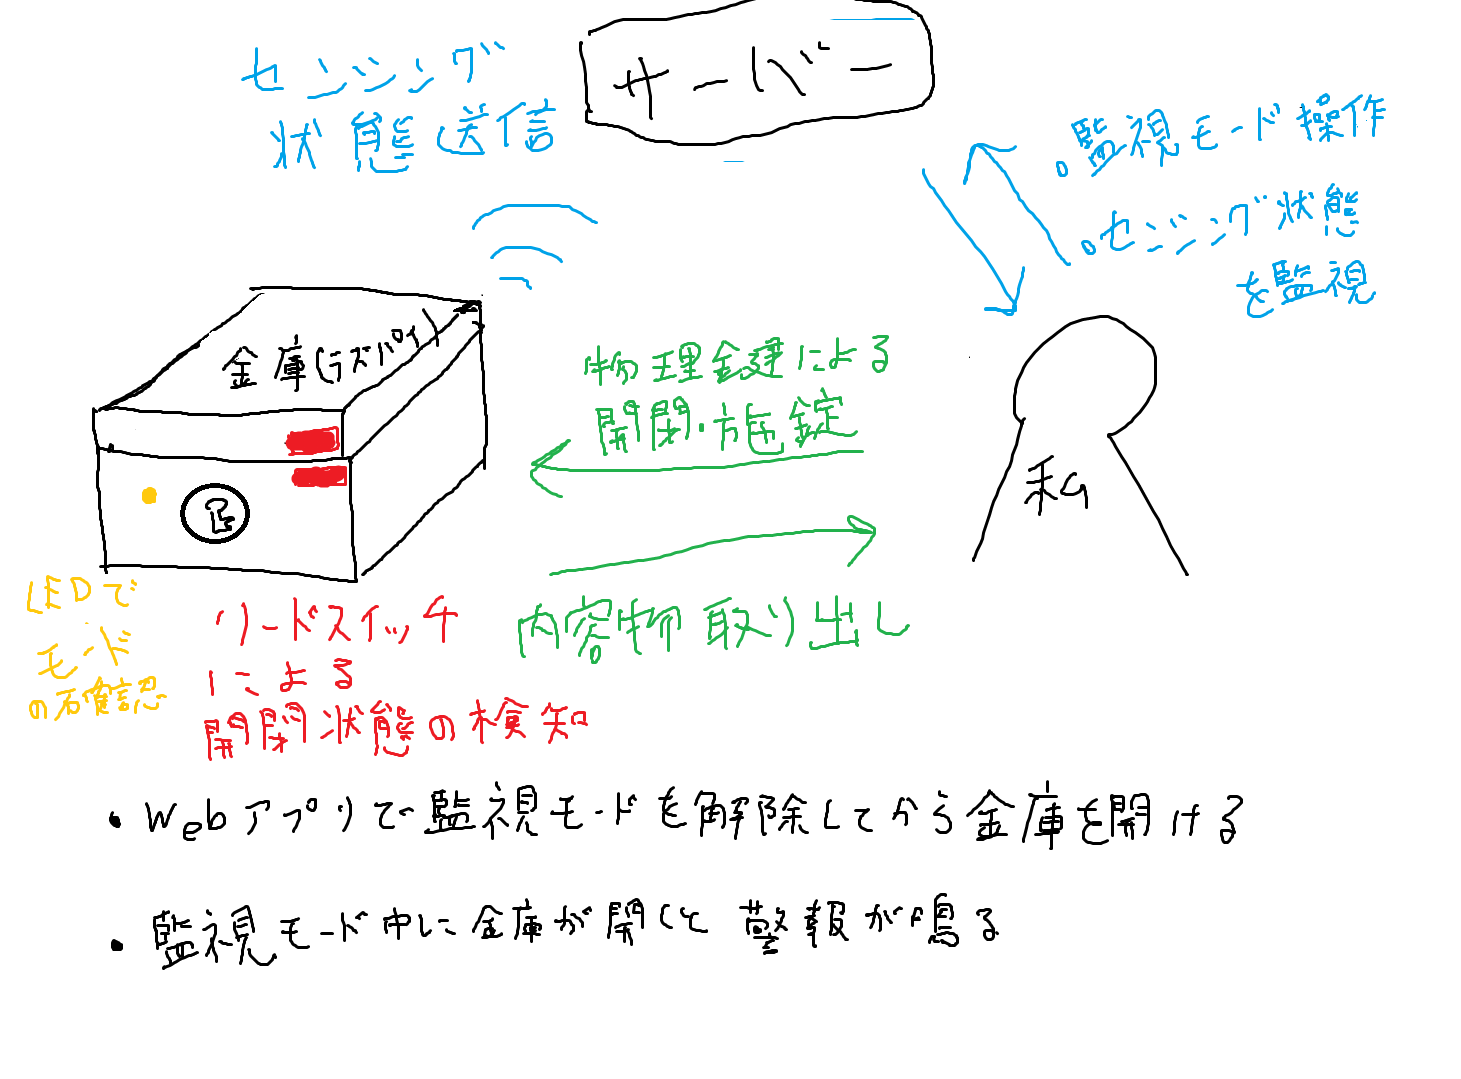 センシング
状態送信
サーバー
。監視モード操作
。センシング状態
を監視
金庫(ラズパイ)
物理鍵による
開閉・施錠
私
内容物取り出し
LEDで
モード
の確認
リードスイッチ
による
開閉状態の検知
・Webアプリで監視モードを解除してから金庫を開ける
・監視モード中に金庫が開くと警報が鳴る